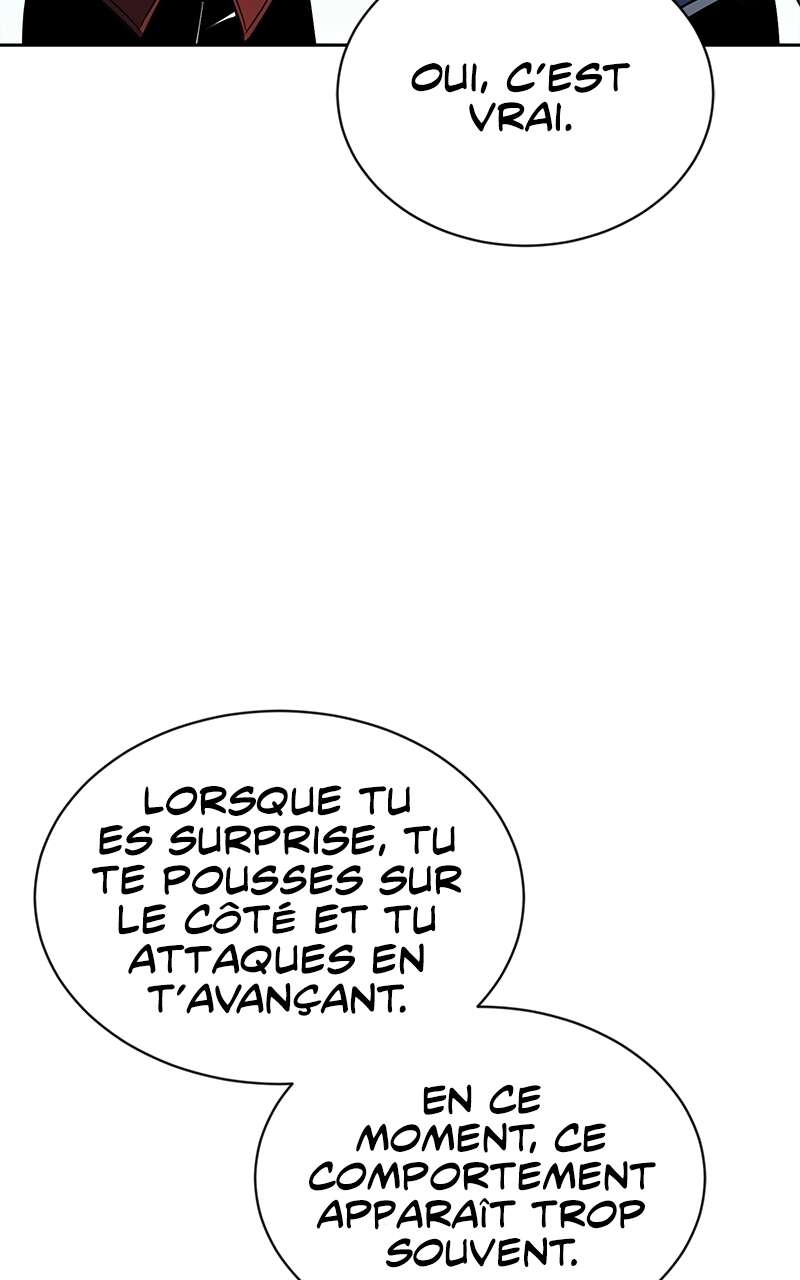 OUI, C'EST
VRAI.
LORSQUE TU
ES SURPRISE, TU
TE POUSSES SUR
LE CÔTÉ ET TU
ATTAQUES EN
T'AVANÇANT.
EN CE
MOMENT, CE
COMPORTEMENT
APPARAÎT TROP
SOUVENT.